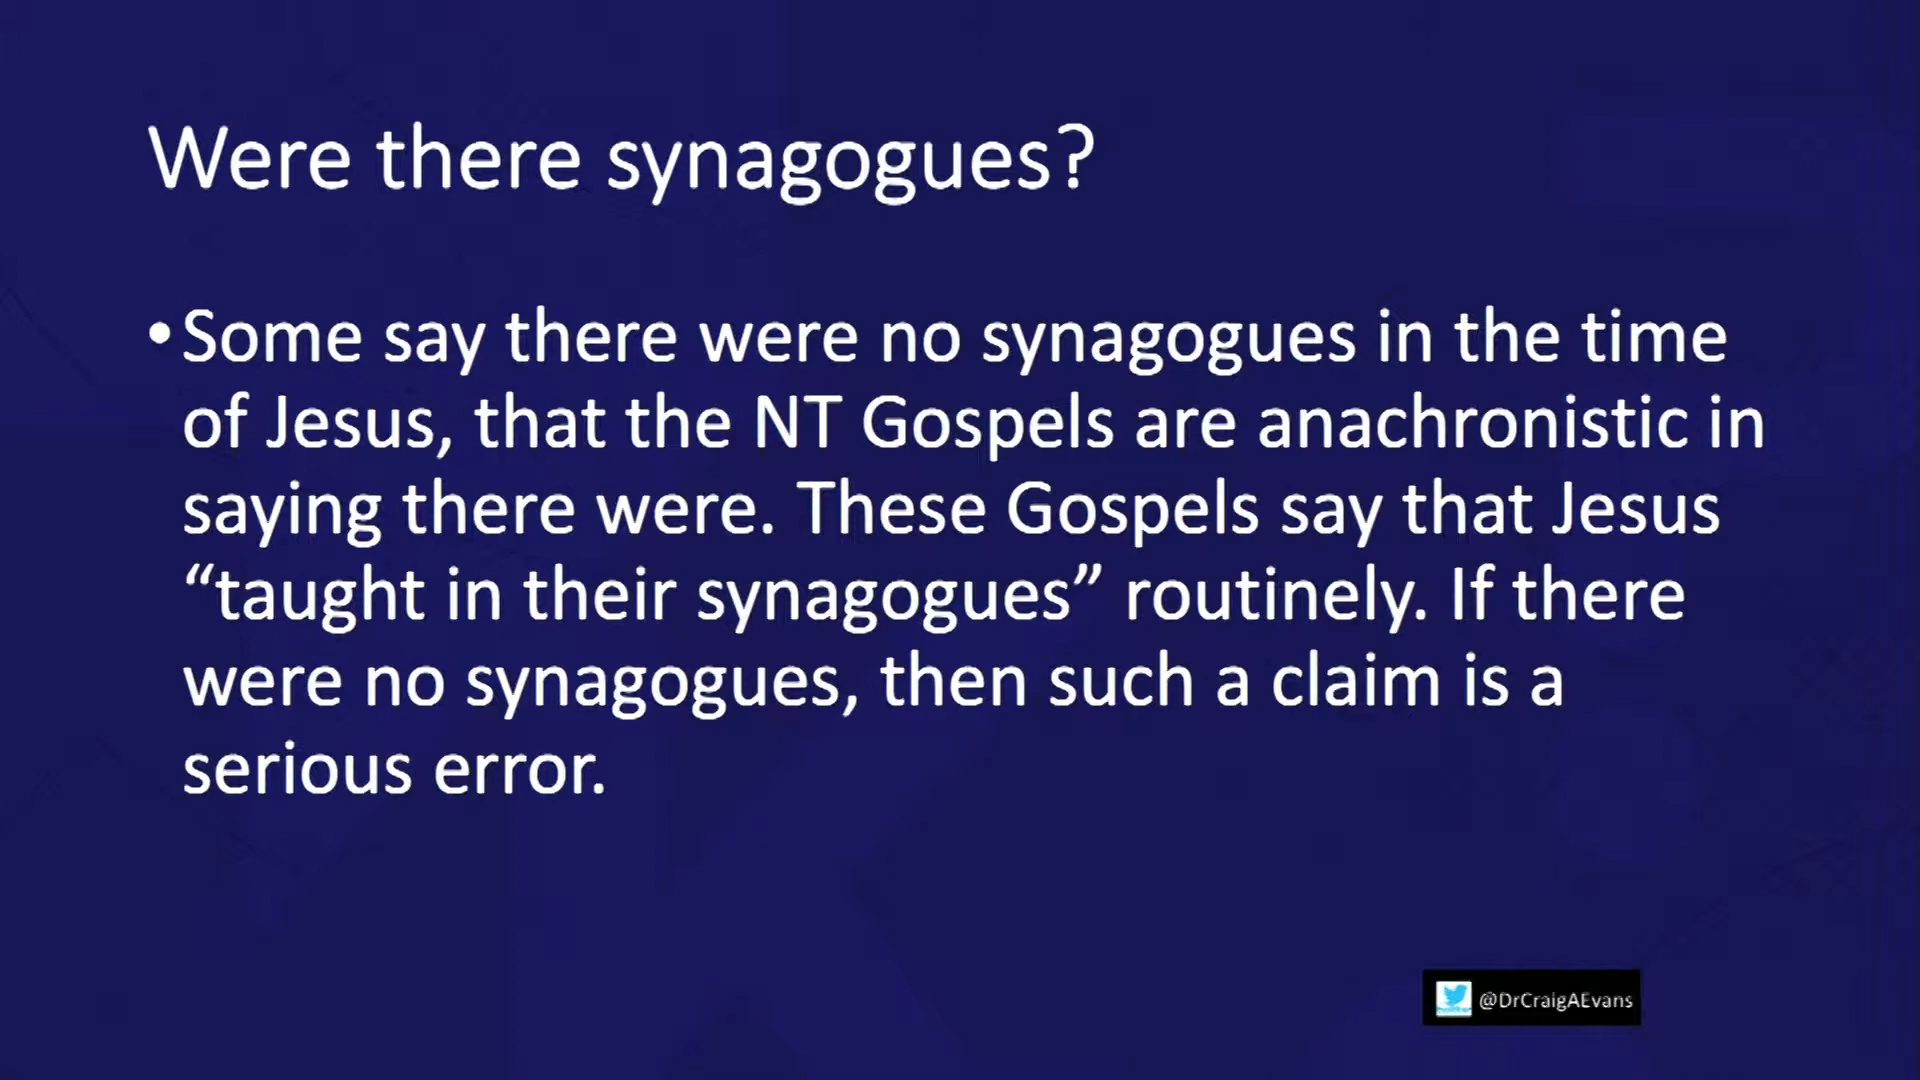 Were there synagogues?
•Some say there were no synagogues in the time
of Jesus, that the NT Gospels are anachronistic in
saying there were. These Gospels say that Jesus
“taught in their synagogues” routinely. If there
were no synagogues, then such a claim is a
serious error.
@DrCraigAEvans